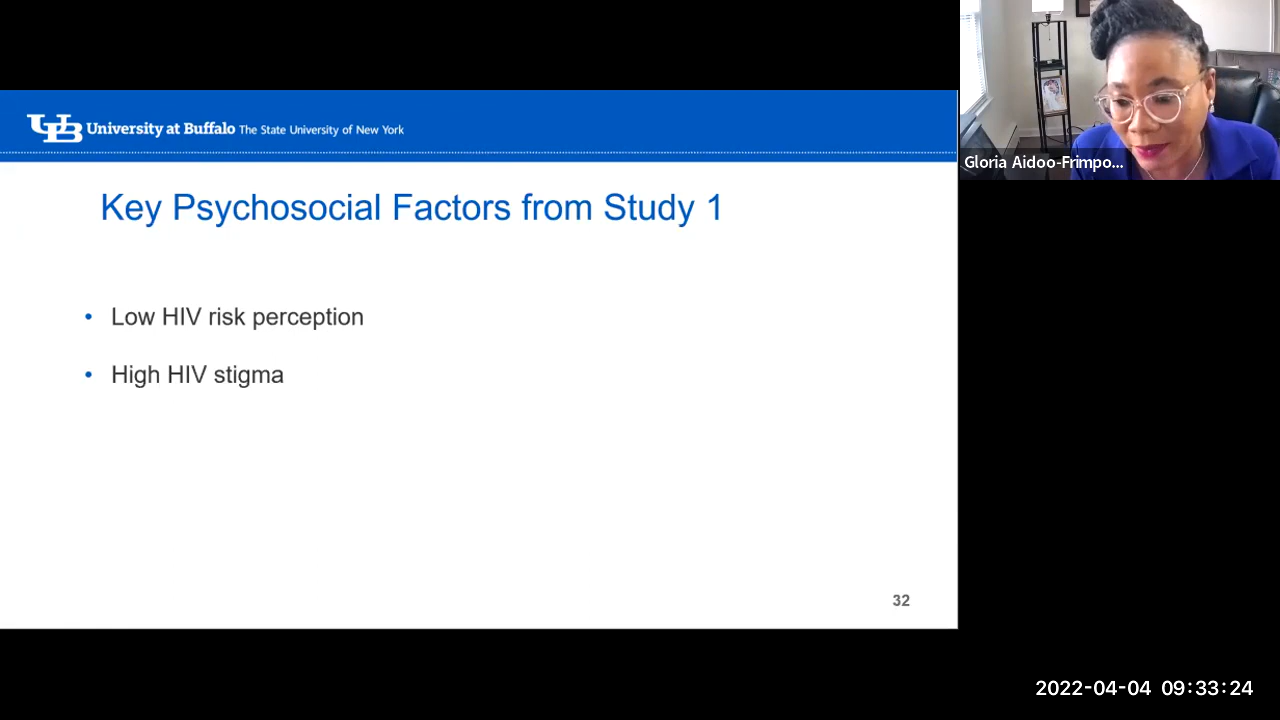 University at Buffalo The State University of New York
Gloria Aidoo-Frimpo...
Key Psychosocial Factors from Study 1
• Low HIV risk perception
• High HIV stigma
32
2022-04-04 09:33:24